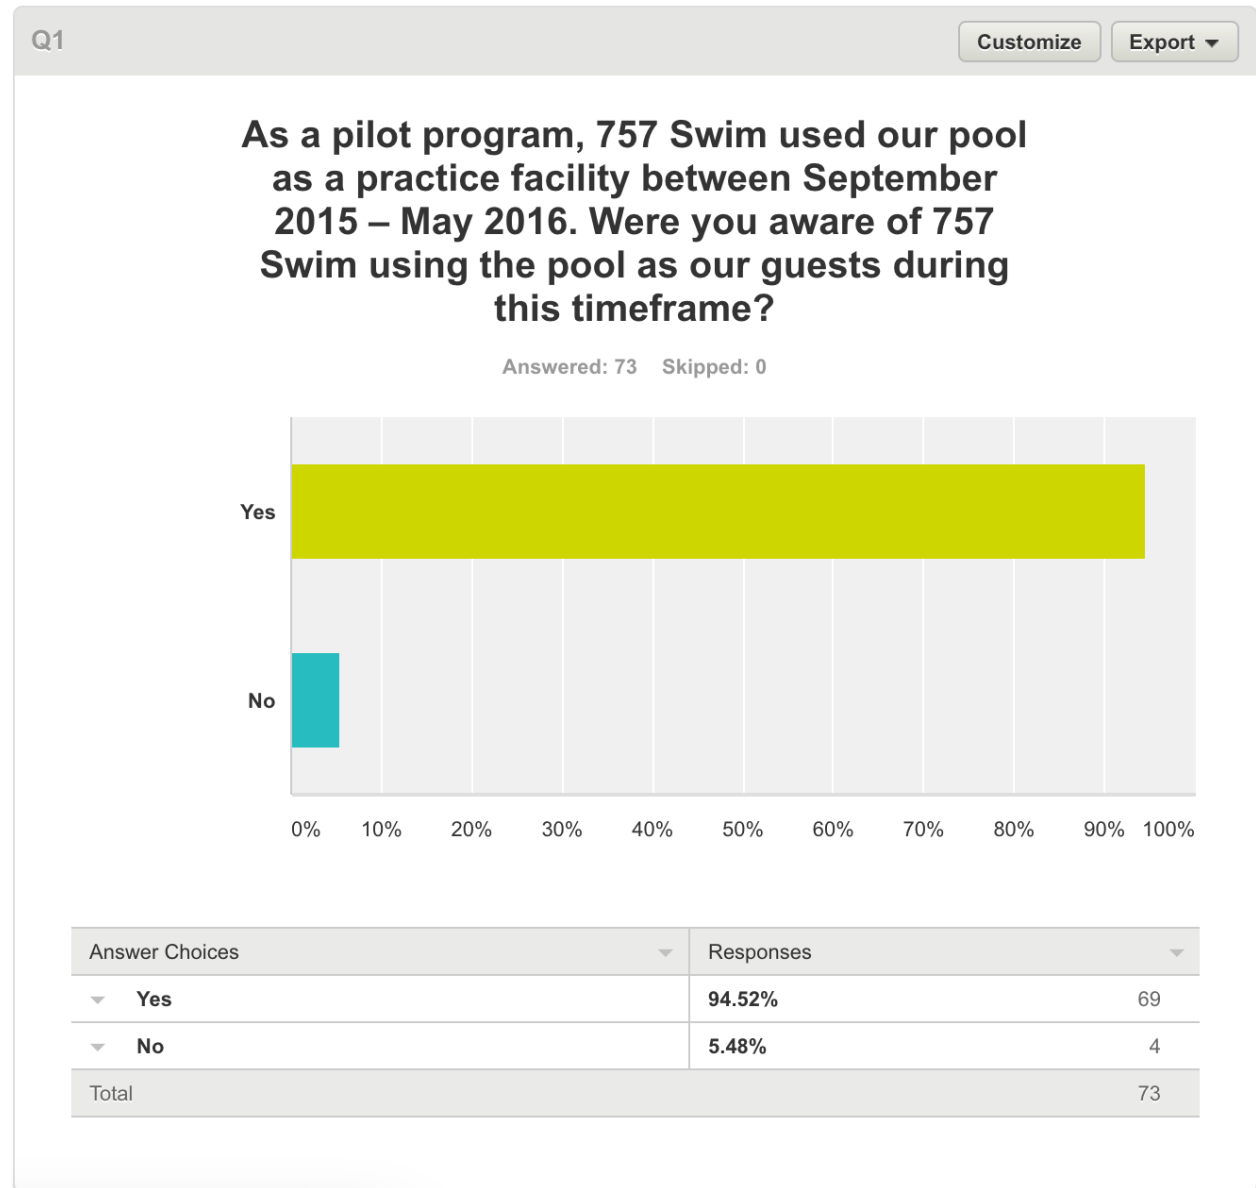 Q1
Customize
Export
As a pilot program, 757 Swim used our pool
as a practice facility between September
2015 – May 2016. Were you aware of 757
Swim using the pool as our guests during
this timeframe?
Answered: 73 Skipped: 0
Yes
No
0% 10% 20% 30% 40% 50% 60% 70% 80% 90% 100%
Answer Choices Responses
Yes 94.52% 69
No 5.48% 4
Total 73